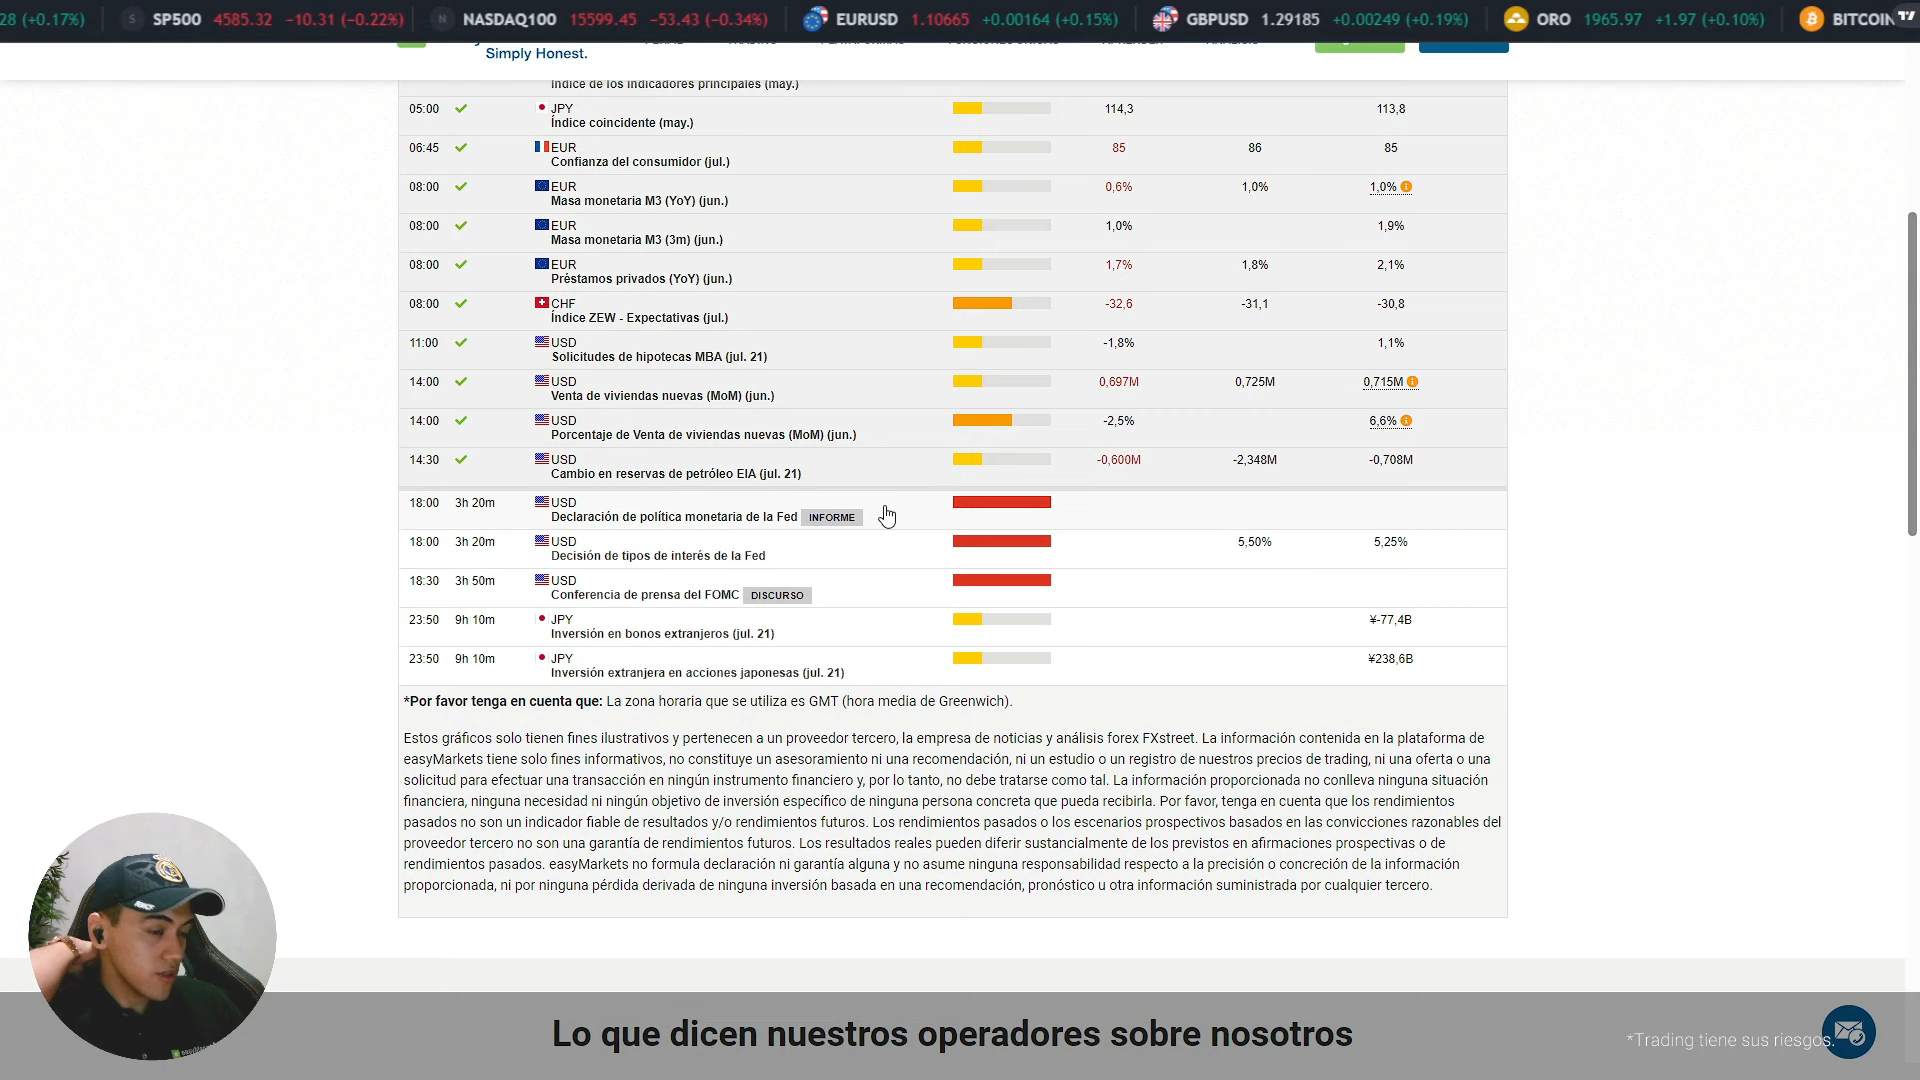 28 (+0.17%) S SP500 4585.32 −10.31 (−0.22%) N NASDAQ100 15599.45 −53.43 (−0.34%) EURUSD 1.10665 +0.00164 (+0.15%) GBPUSD 1.29185 +0.00249 (+0.19%) ORO 1965.97 +1.97 (+0.10%) BITCOIN
Simply Honest.
Índice de los indicadores principales (may.)
05:00 JPY 114,3 113,8
Índice coincidente (may.)
06:45 EUR 85 86 85
Confianza del consumidor (jul.)
08:00 EUR 0,6% 1,0% 1,0%
Masa monetaria M3 (YoY) (jun.)
08:00 EUR 1,0% 1,9%
Masa monetaria M3 (3m) (jun.)
08:00 EUR 1,7% 1,8% 2,1%
Préstamos privados (YoY) (jun.)
08:00 CHF -32,6 -31,1 -30,8
Índice ZEW - Expectativas (jul.)
11:00 USD -1,8% 1,1%
Solicitudes de hipotecas MBA (jul. 21)
14:00 USD 0,697M 0,725M 0,715M
Venta de viviendas nuevas (MoM) (jun.)
14:00 USD -2,5% 6,6%
Porcentaje de Venta de viviendas nuevas (MoM) (jun.)
14:30 USD -0,600M -2,348M -0,708M
Cambio en reservas de petróleo EIA (jul. 21)
18:00 3h 20m USD
Declaración de política monetaria de la Fed INFORME
18:00 3h 20m USD 5,50% 5,25%
Decisión de tipos de interés de la Fed
18:30 3h 50m USD
Conferencia de prensa del FOMC DISCURSO
23:50 9h 10m JPY ¥-77,4B
Inversión en bonos extranjeros (jul. 21)
23:50 9h 10m JPY ¥238,6B
Inversión extranjera en acciones japonesas (jul. 21)
*Por favor tenga en cuenta que: La zona horaria que se utiliza es GMT (hora media de Greenwich).
Estos gráficos solo tienen fines ilustrativos y pertenecen a un proveedor tercero, la empresa de noticias y análisis forex FXstreet. La información contenida en la plataforma de
easyMarkets tiene solo fines informativos, no constituye un asesoramiento ni una recomendación, ni un estudio o un registro de nuestros precios de trading, ni una oferta o una
solicitud para efectuar una transacción en ningún instrumento financiero y, por lo tanto, no debe tratarse como tal. La información proporcionada no conlleva ninguna situación
financiera, ninguna necesidad ni ningún objetivo de inversión específico de ninguna persona concreta que pueda recibirla. Por favor, tenga en cuenta que los rendimientos
pasados no son un indicador fiable de resultados y/o rendimientos futuros. Los rendimientos pasados o los escenarios prospectivos basados en las convicciones razonables del
proveedor tercero no son una garantía de rendimientos futuros. Los resultados reales pueden diferir sustancialmente de los previstos en afirmaciones prospectivas o de
rendimientos pasados. easyMarkets no formula declaración ni garantía alguna y no asume ninguna responsabilidad respecto a la precisión o concreción de la información
proporcionada, ni por ninguna pérdida derivada de ninguna inversión basada en una recomendación, pronóstico u otra información suministrada por cualquier tercero.
Lo que dicen nuestros operadores sobre nosotros
*Trading tiene sus riesgos.